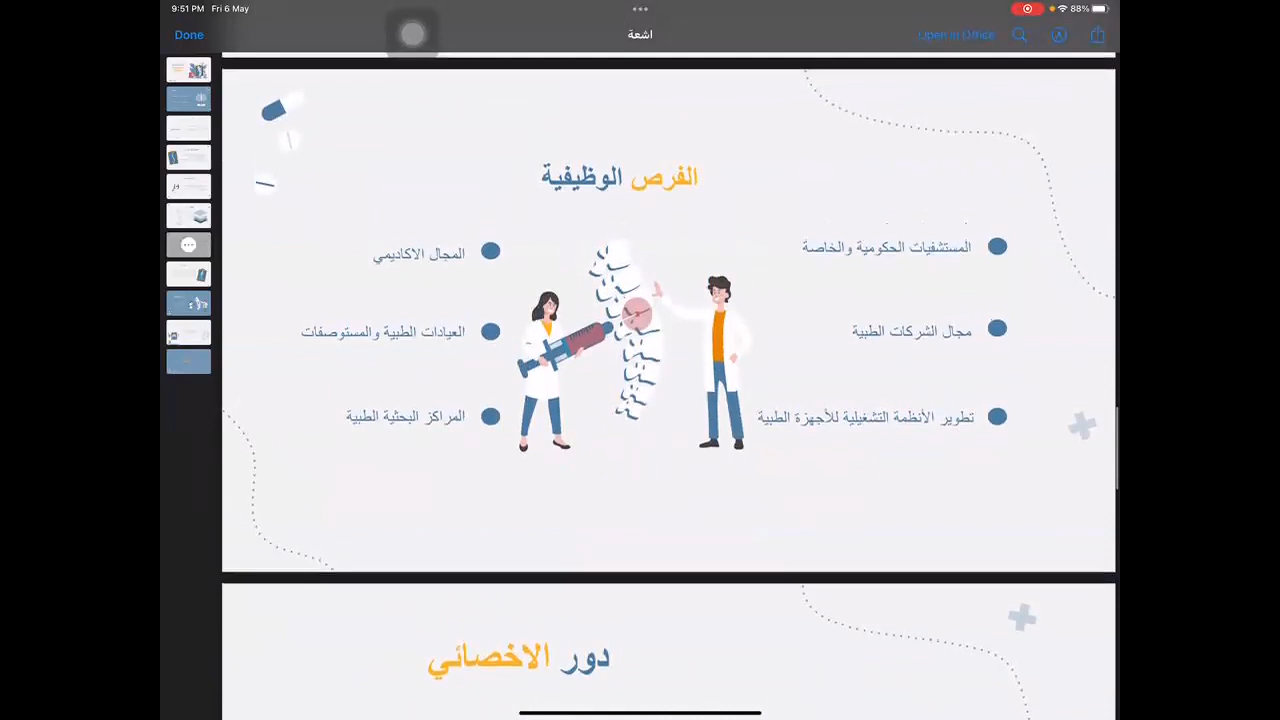 9:51 PM Fri 6 May
88%
Done
اشعة
Open in Office
الفرص الوظيفية
المستشفيات الحكومية والخاصة
مجال الشركات الطبية
تطوير الأنظمة التشغيلية للأجهزة الطبية
المجال الاكاديمي
العيادات الطبية والمستوصفات
المراكز البحثية الطبية
دور الاخصائي